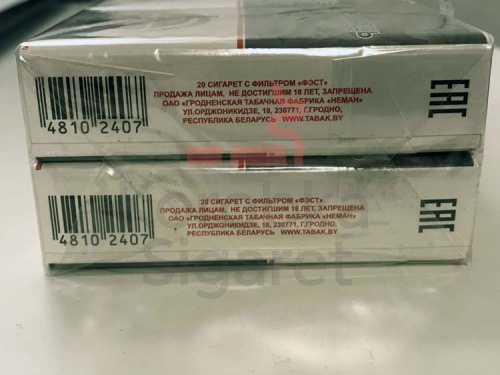 20 СИГАРЕТ С ФИЛЬТРОМ «ФЭСТ»
ПРОДАЖА ЛИЦАМ, НЕ ДОСТИГШИМ 18 ЛЕТ, ЗАПРЕЩЕНА
ОАО «ГРОДНЕНСКАЯ ТАБАЧНАЯ ФАБРИКА «НЕМАН»
УЛ.ОРДЖОНИКИДЗЕ, 18, 230771, Г.ГРОДНО,
РЕСПУБЛИКА БЕЛАРУСЬ WWW.TABAK.BY
4810 2407
EAC
20 СИГАРЕТ С ФИЛЬТРОМ «ФЭСТ»
ПРОДАЖА ЛИЦАМ, НЕ ДОСТИГШИМ 18 ЛЕТ, ЗАПРЕЩЕНА
ОАО «ГРОДНЕНСКАЯ ТАБАЧНАЯ ФАБРИКА «НЕМАН»
УЛ.ОРДЖОНИКИДЗЕ, 18, 230771, Г.ГРОДНО,
РЕСПУБЛИКА БЕЛАРУСЬ WWW.TABAK.BY
4810 2407
EAC
Sigaret